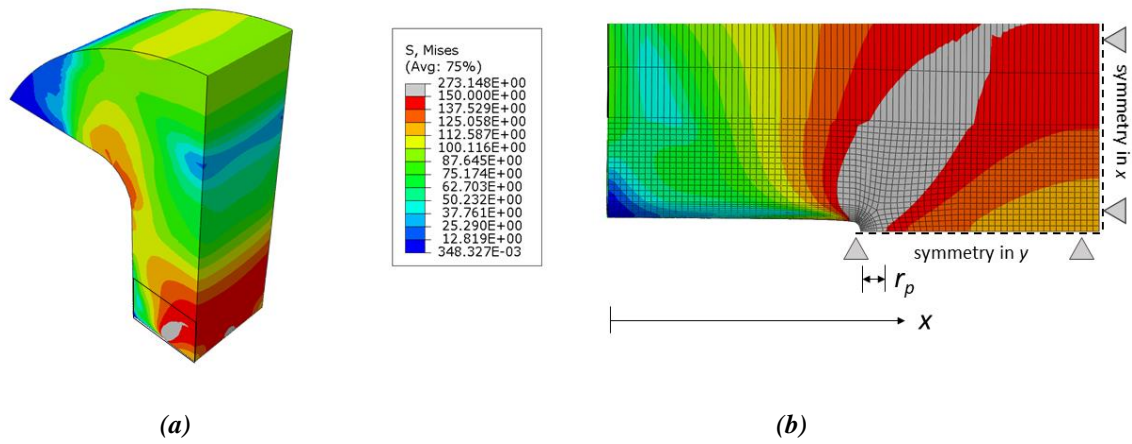 S, Mises
(Avg: 75%)
273.148E+00
150.000E+00
137.529E+00
125.058E+00
112.587E+00
100.116E+00
87.645E+00
75.174E+00
62.703E+00
50.232E+00
37.761E+00
25.290E+00
12.819E+00
348.327E-03
symmetry in x
symmetry in y
rₚ
x
(a)
(b)